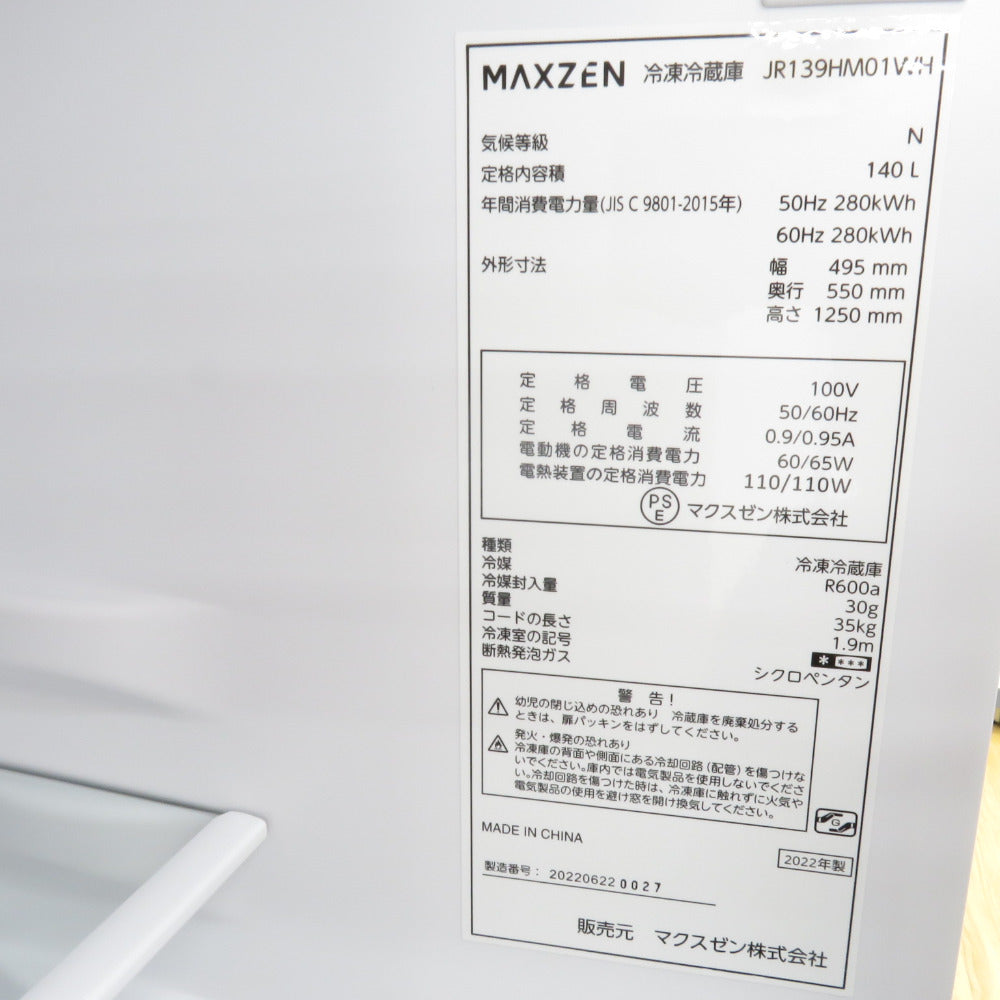 MAXZEN 冷凍冷蔵庫 JR139HM01WH
気候等級 N
定格内容積 140 L
年間消費電力量(JIS C 9801-2015年) 50Hz 280kWh
60Hz 280kWh
外形寸法 幅 495 mm
奥行 550 mm
高さ 1250 mm
定格電圧 100V
定格周波数 50/60Hz
定格電流 0.9/0.95A
電動機の定格消費電力 60/65W
電熱装置の定格消費電力 110/110W
PSE マクスゼン株式会社
種類 冷凍冷蔵庫
冷媒 R600a
冷媒封入量 30g
質量 35kg
コードの長さ 1.9m
冷凍室の記号 * ***
断熱発泡ガス シクロペンタン
警告!
幼児の閉じ込めの恐れあり 冷蔵庫を廃棄処分する
ときは、扉パッキンをはずしてください。
発火・爆発の恐れあり
冷凍庫の背面や側面にある冷却回路(配管)を傷つけな
いでください。庫内では電気製品を使用しないでくださ
い。冷却回路を傷つけた時は、冷凍庫に触れずに火気や
電気製品の使用を避け窓を開け換気してください。
G
MADE IN CHINA
2022年製
製造番号: 20220622 0027
販売元 マクスゼン株式会社